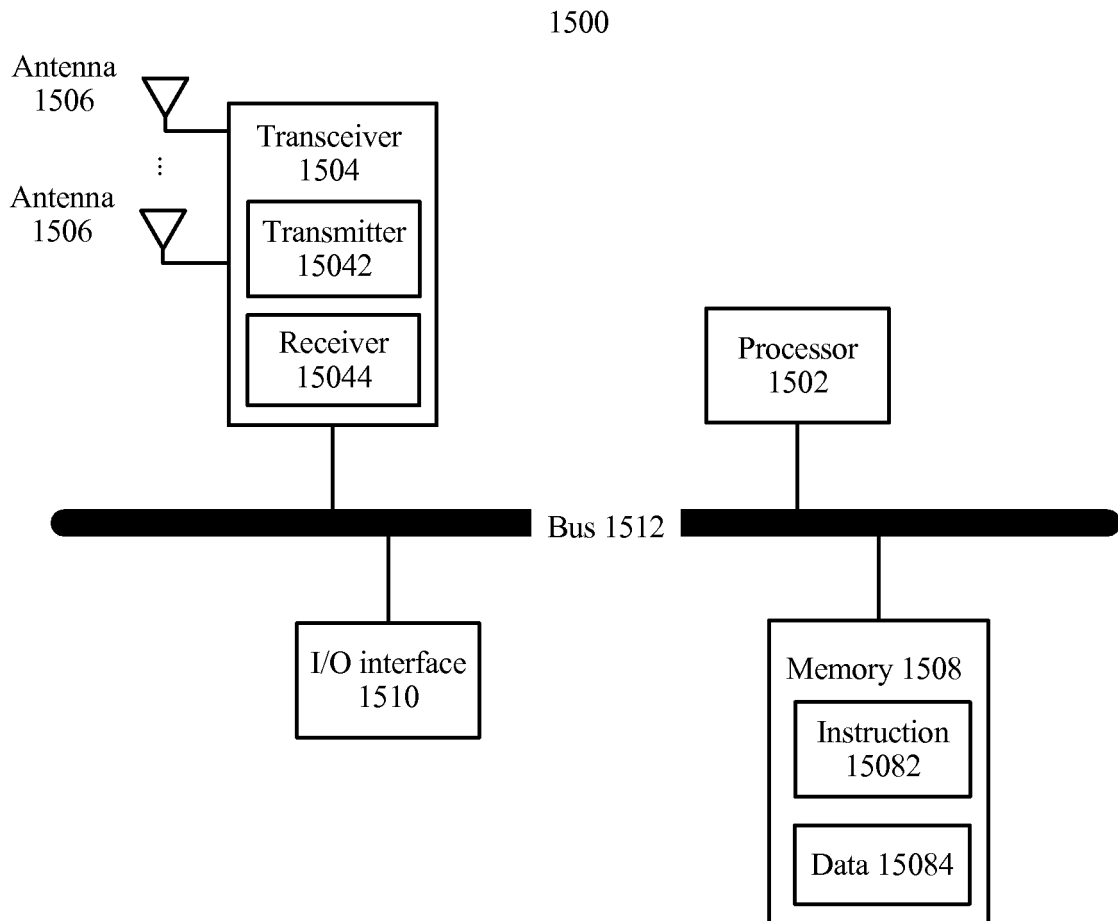 1500
Antenna
1506
...
Antenna
1506
Transceiver
1504
Transmitter
15042
Receiver
15044
Processor
1502
Bus 1512
I/O interface
1510
Memory 1508
Instruction
15082
Data 15084